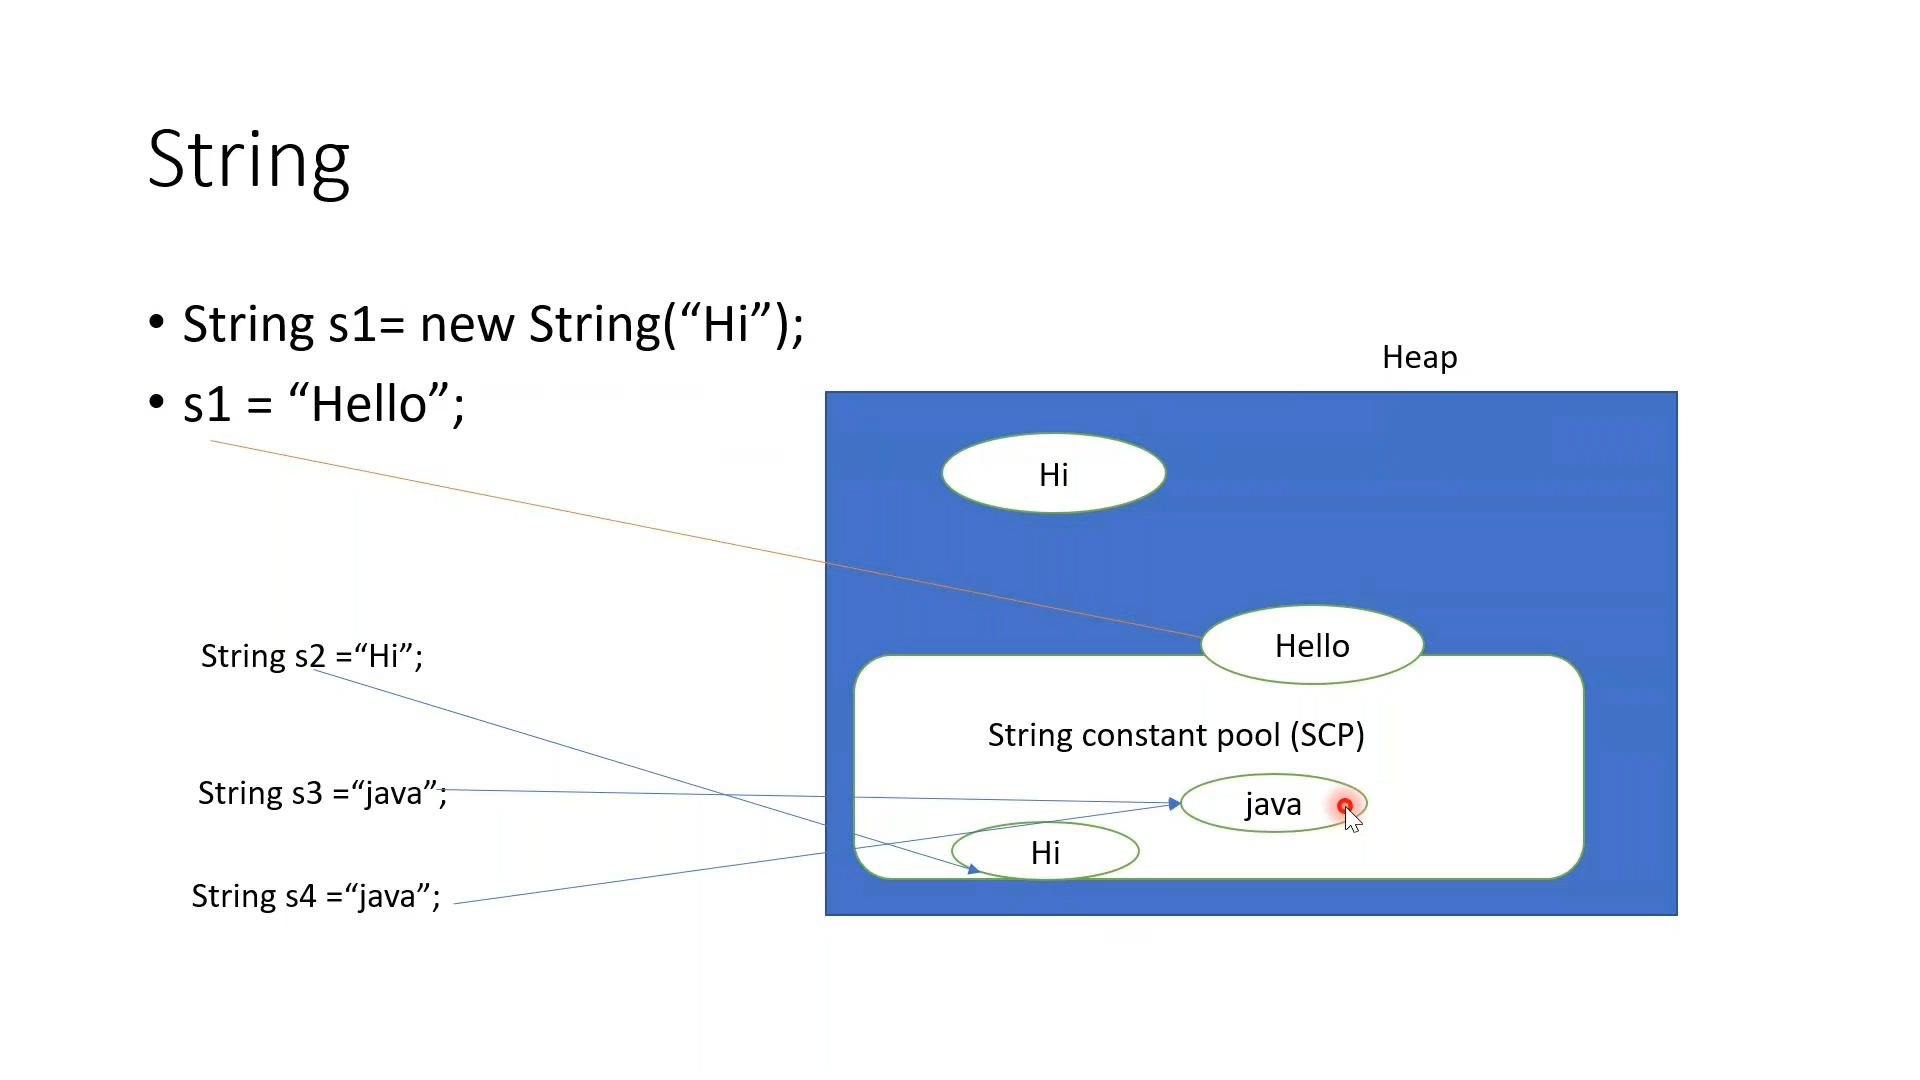 String
• String s1= new String(“Hi”);
• s1 = “Hello”;
Heap
Hi
Hello
String s2 =“Hi”;
String constant pool (SCP)
String s3 =“java”;
java
Hi
String s4 =“java”;